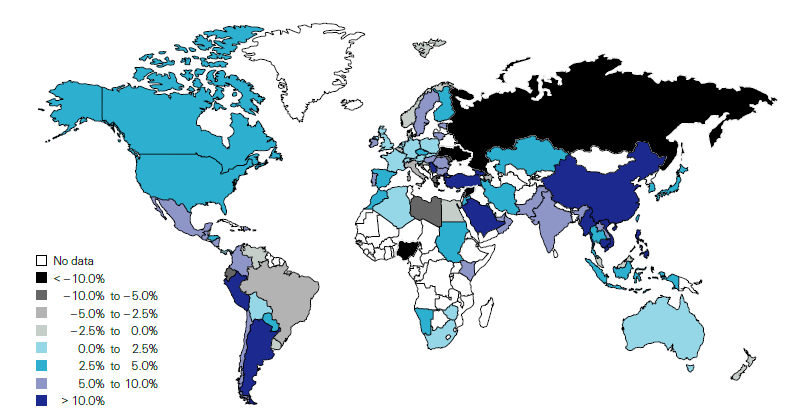 No data
< −10.0%
−10.0% to −5.0%
−5.0% to −2.5%
−2.5% to 0.0%
0.0% to 2.5%
2.5% to 5.0%
5.0% to 10.0%
> 10.0%